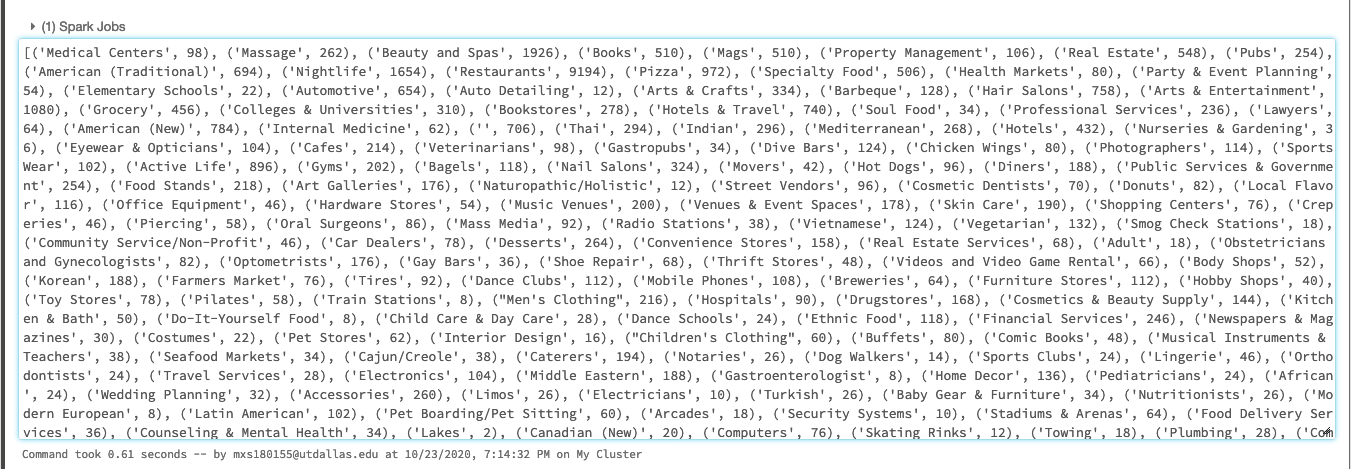 (1) Spark Jobs
[('Medical Centers', 98), ('Massage', 262), ('Beauty and Spas', 1926), ('Books', 510), ('Mags', 510), ('Property Management', 106), ('Real Estate', 548), ('Pubs', 254),
('American (Traditional)', 694), ('Nightlife', 1654), ('Restaurants', 9194), ('Pizza', 972), ('Specialty Food', 506), ('Health Markets', 80), ('Party & Event Planning',
54), ('Elementary Schools', 22), ('Automotive', 654), ('Auto Detailing', 12), ('Arts & Crafts', 334), ('Barbeque', 128), ('Hair Salons', 758), ('Arts & Entertainment',
1080), ('Grocery', 456), ('Colleges & Universities', 310), ('Bookstores', 278), ('Hotels & Travel', 740), ('Soul Food', 34), ('Professional Services', 236), ('Lawyers',
64), ('American (New)', 784), ('Internal Medicine', 62), ('', 706), ('Thai', 294), ('Indian', 296), ('Mediterranean', 268), ('Hotels', 432), ('Nurseries & Gardening', 3
6), ('Eyewear & Opticians', 104), ('Cafes', 214), ('Veterinarians', 98), ('Gastropubs', 34), ('Dive Bars', 124), ('Chicken Wings', 80), ('Photographers', 114), ('Sports
Wear', 102), ('Active Life', 896), ('Gyms', 202), ('Bagels', 118), ('Nail Salons', 324), ('Movers', 42), ('Hot Dogs', 96), ('Diners', 188), ('Public Services & Governme
nt', 254), ('Food Stands', 218), ('Art Galleries', 176), ('Naturopathic/Holistic', 12), ('Street Vendors', 96), ('Cosmetic Dentists', 70), ('Donuts', 82), ('Local Flavo
r', 116), ('Office Equipment', 46), ('Hardware Stores', 54), ('Music Venues', 200), ('Venues & Event Spaces', 178), ('Skin Care', 190), ('Shopping Centers', 76), ('Crep
eries', 46), ('Piercing', 58), ('Oral Surgeons', 86), ('Mass Media', 92), ('Radio Stations', 38), ('Vietnamese', 124), ('Vegetarian', 132), ('Smog Check Stations', 18),
('Community Service/Non-Profit', 46), ('Car Dealers', 78), ('Desserts', 264), ('Convenience Stores', 158), ('Real Estate Services', 68), ('Adult', 18), ('Obstetricians
and Gynecologists', 82), ('Optometrists', 176), ('Gay Bars', 36), ('Shoe Repair', 68), ('Thrift Stores', 48), ('Videos and Video Game Rental', 66), ('Body Shops', 52),
('Korean', 188), ('Farmers Market', 76), ('Tires', 92), ('Dance Clubs', 112), ('Mobile Phones', 108), ('Breweries', 64), ('Furniture Stores', 112), ('Hobby Shops', 40),
('Toy Stores', 78), ('Pilates', 58), ('Train Stations', 8), ("Men's Clothing", 216), ('Hospitals', 90), ('Drugstores', 168), ('Cosmetics & Beauty Supply', 144), ('Kitch
en & Bath', 50), ('Do-It-Yourself Food', 8), ('Child Care & Day Care', 28), ('Dance Schools', 24), ('Ethnic Food', 118), ('Financial Services', 246), ('Newspapers & Mag
azines', 30), ('Costumes', 22), ('Pet Stores', 62), ('Interior Design', 16), ("Children's Clothing", 60), ('Buffets', 80), ('Comic Books', 48), ('Musical Instruments &
Teachers', 38), ('Seafood Markets', 34), ('Cajun/Creole', 38), ('Caterers', 194), ('Notaries', 26), ('Dog Walkers', 14), ('Sports Clubs', 24), ('Lingerie', 46), ('Ortho
dontists', 24), ('Travel Services', 28), ('Electronics', 104), ('Middle Eastern', 188), ('Gastroenterologist', 8), ('Home Decor', 136), ('Pediatricians', 24), ('African
', 24), ('Wedding Planning', 32), ('Accessories', 260), ('Limos', 26), ('Electricians', 10), ('Turkish', 26), ('Baby Gear & Furniture', 34), ('Nutritionists', 26), ('Mo
dern European', 8), ('Latin American', 102), ('Pet Boarding/Pet Sitting', 60), ('Arcades', 18), ('Security Systems', 10), ('Stadiums & Arenas', 64), ('Food Delivery Ser
vices', 36), ('Counseling & Mental Health', 34), ('Lakes', 2), ('Canadian (New)', 20), ('Computers', 76), ('Skating Rinks', 12), ('Towing', 18), ('Plumbing', 28), ('Com
Command took 0.61 seconds -- by mxs180155@utdallas.edu at 10/23/2020, 7:14:32 PM on My Cluster